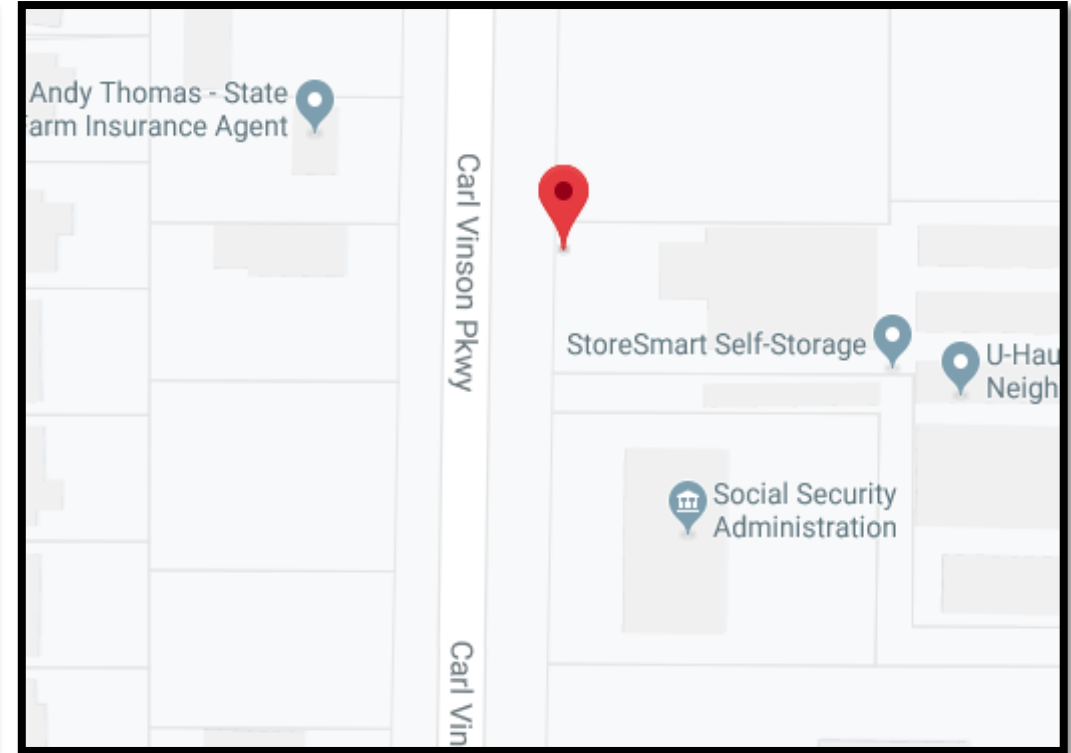 Andy Thomas - State
arm Insurance Agent
Carl Vinson Pkwy
StoreSmart Self-Storage
U-Hau
Neigh
Social Security
Administration
Carl Vin